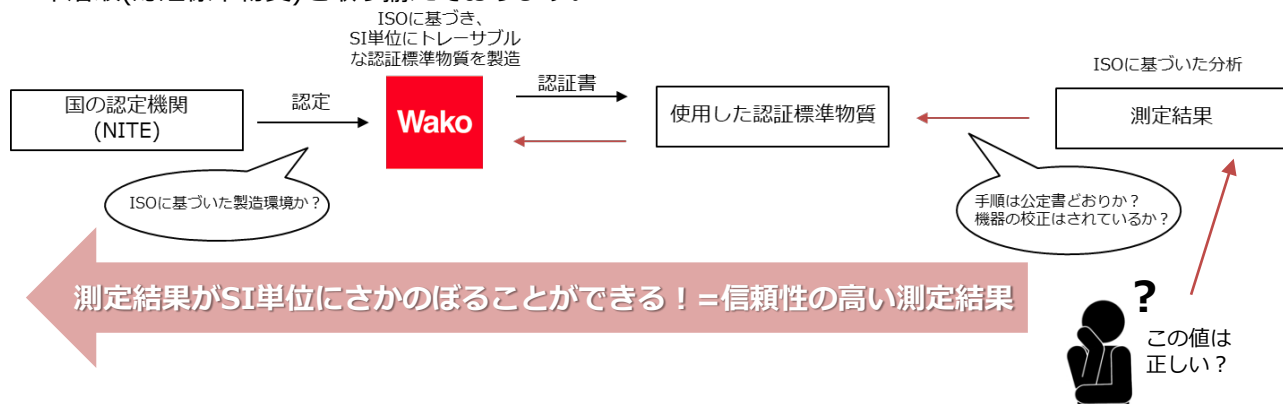 ISOに基づき、
SI単位にトレーサブル
な認証標準物質を製造
ISOに基づいた分析
国の認定機関
(NITE)
認定
Wako
認証書
使用した認証標準物質
測定結果
ISOに基づいた製造環境か？
手順は公定書どおりか？
機器の校正はされているか？
測定結果がSI単位にさかのぼることができる！=信頼性の高い測定結果
?
この値は
正しい？